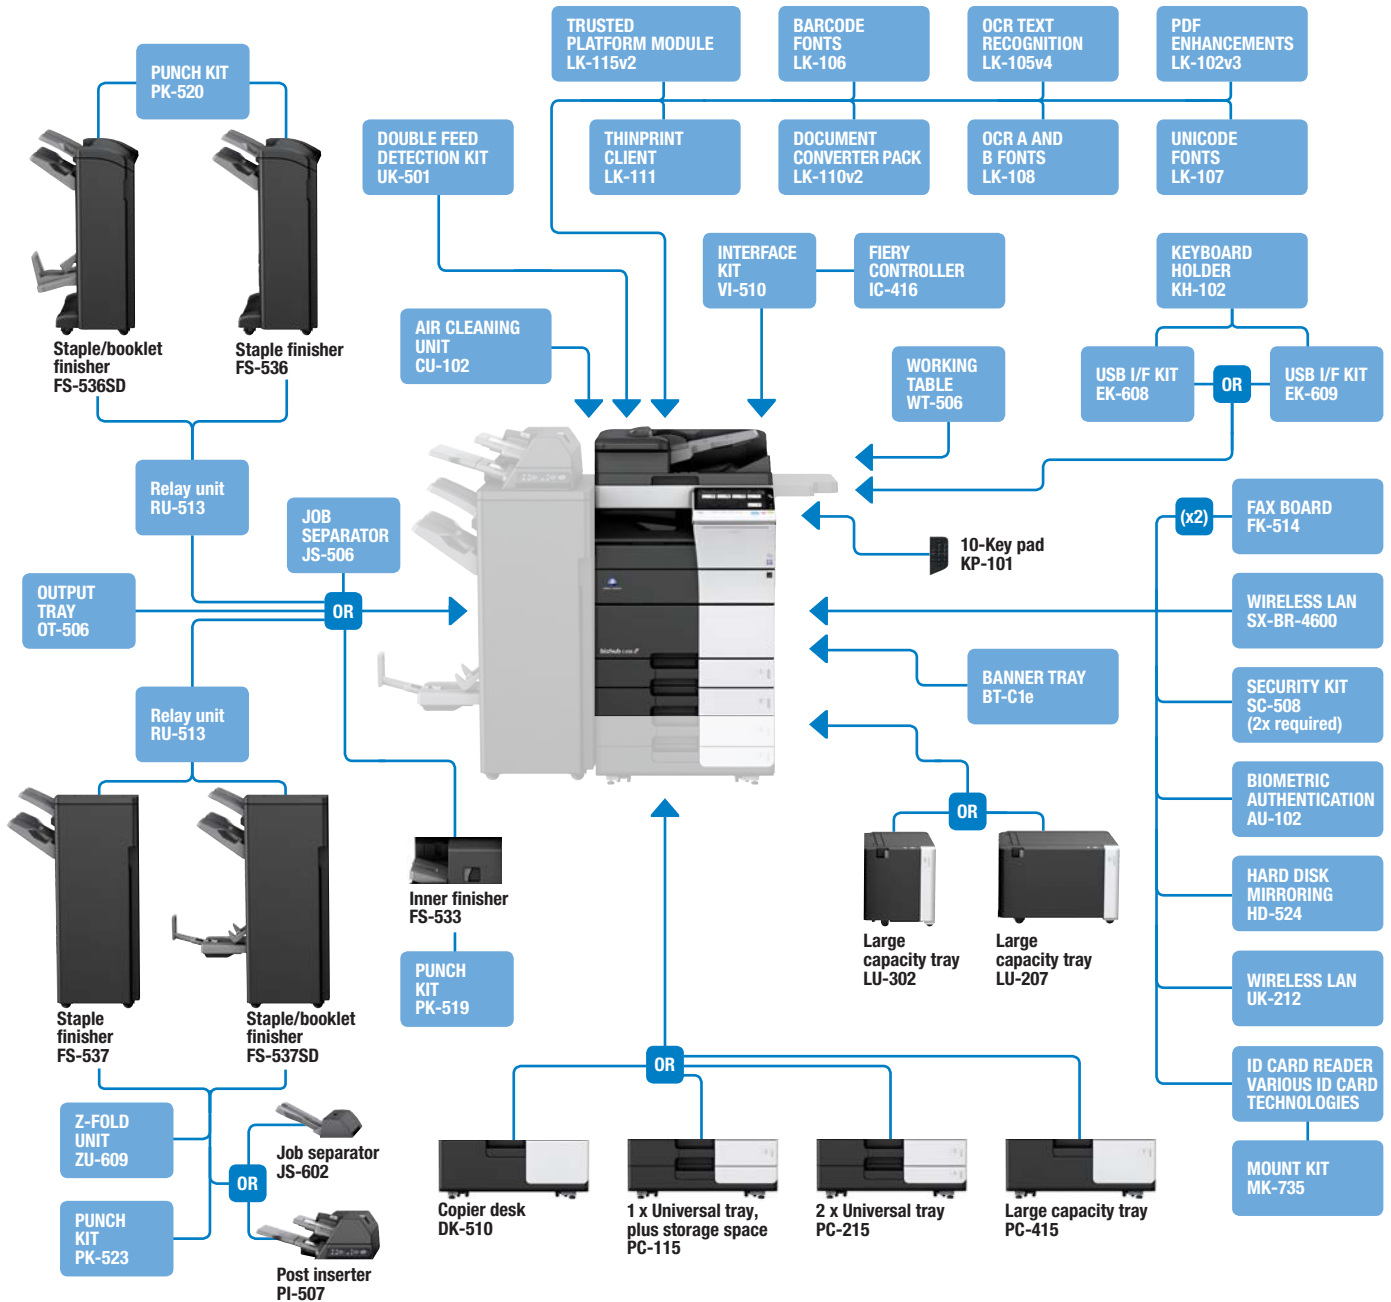 TRUSTED
PLATFORM MODULE
LK-115v2
BARCODE
FONTS
LK-106
OCR TEXT
RECOGNITION
LK-105v4
PDF
ENHANCEMENTS
LK-102v3
PUNCH KIT
PK-520
DOUBLE FEED
DETECTION KIT
UK-501
THINPRINT
CLIENT
LK-111
DOCUMENT
CONVERTER PACK
LK-110v2
OCR A AND
B FONTS
LK-108
UNICODE
FONTS
LK-107
INTERFACE
KIT
VI-510
FIERY
CONTROLLER
IC-416
KEYBOARD
HOLDER
KH-102
AIR CLEANING
UNIT
CU-102
WORKING
TABLE
WT-506
USB I/F KIT
EK-608
OR
USB I/F KIT
EK-609
Staple/booklet
finisher
FS-536SD
Staple finisher
FS-536
Relay unit
RU-513
JOB
SEPARATOR
JS-506
10-Key pad
KP-101
(x2)
FAX BOARD
FK-514
OUTPUT
TRAY
OT-506
OR
WIRELESS LAN
SX-BR-4600
bizhub
BANNER TRAY
BT-C1e
SECURITY KIT
SC-508
(2x required)
Relay unit
RU-513
BIOMETRIC
AUTHENTICATION
AU-102
OR
HARD DISK
MIRRORING
HD-524
Inner finisher
FS-533
Large
capacity tray
LU-302
Large
capacity tray
LU-207
PUNCH
KIT
PK-519
WIRELESS LAN
UK-212
Staple
finisher
FS-537
Staple/booklet
finisher
FS-537SD
OR
ID CARD READER
VARIOUS ID CARD
TECHNOLOGIES
Z-FOLD
UNIT
ZU-609
Job separator
JS-602
OR
MOUNT KIT
MK-735
PUNCH
KIT
PK-523
Post inserter
PI-507
Copier desk
DK-510
1 x Universal tray,
plus storage space
PC-115
2 x Universal tray
PC-215
Large capacity tray
PC-415